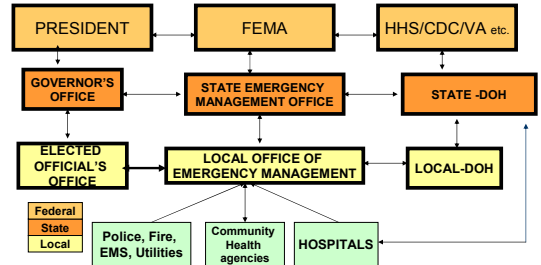 PRESIDENT
FEMA
HHS/CDC/VA etc.
GOVERNOR'S
OFFICE
STATE EMERGENCY
MANAGEMENT OFFICE
STATE -DOH
ELECTED
OFFICIAL'S
OFFICE
LOCAL OFFICE OF
EMERGENCY MANAGEMENT
LOCAL-DOH
Federal
State
Local
Police, Fire,
EMS, Utilities
Community
Health
agencies
HOSPITALS